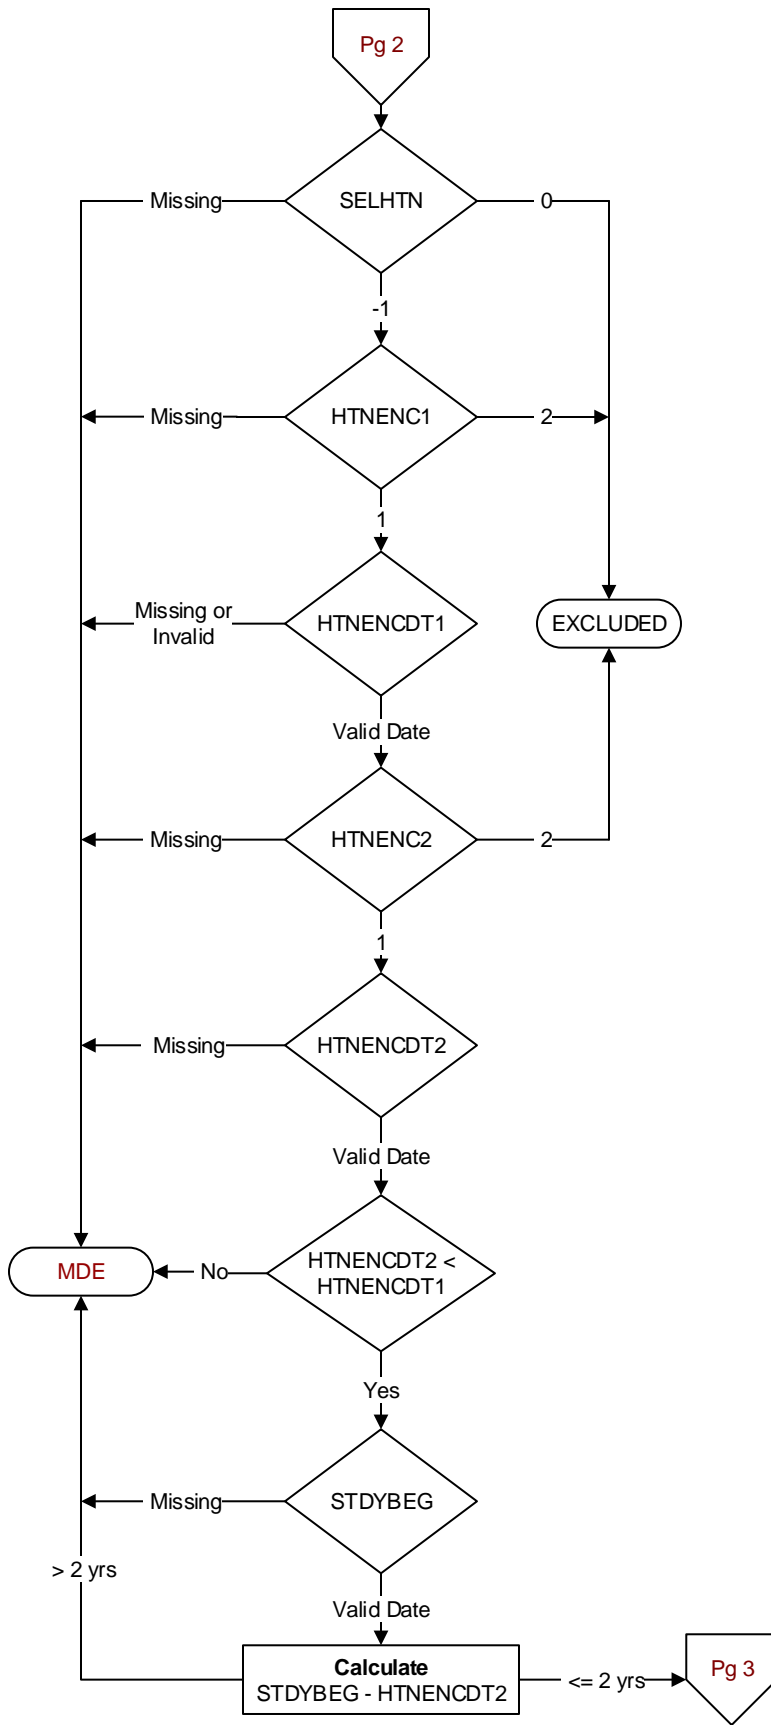 Pg 2
Missing
SELHTN
0
-1
Missing
HTNENC1
2
1
Missing or
Invalid
HTNENCDT1
EXCLUDED
Valid Date
Missing
HTNENC2
2
1
Missing
HTNENCDT2
Valid Date
MDE
No
HTNENCDT2 <
HTNENCDT1
Yes
Missing
STDYBEG
> 2 yrs
Valid Date
Calculate
STDYBEG - HTNENCDT2
<= 2 yrs
Pg 3